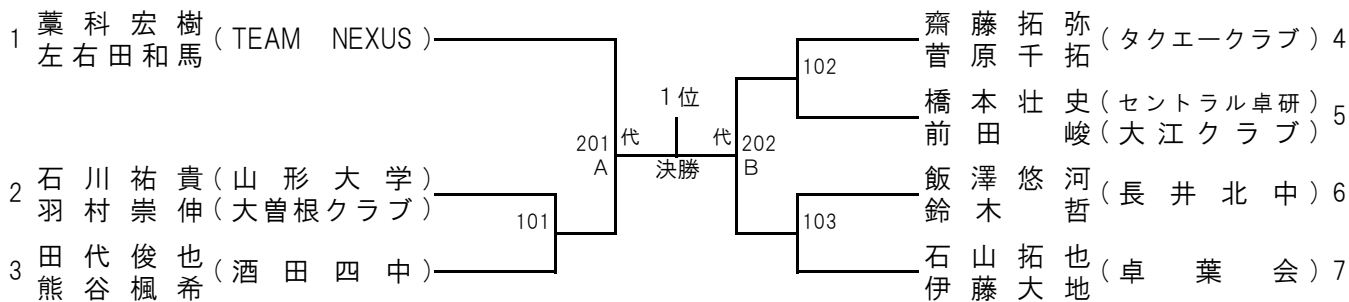 1 藁科宏樹 (TEAM NEXUS)
左右田和馬
2 石川祐貴 (山形大学)
羽村崇伸 (大曽根クラブ)
3 田代俊也 (酒田四中)
熊谷楓希
101
201
A
代
1位
決勝
代
202
B
102
103
齋藤拓弥 (タクエークラブ) 4
菅原千拓
橋本壮史 (セントラル卓研) 5
前田峻 (大江クラブ)
飯澤悠河 (長井北中) 6
鈴木哲
石山拓也 (卓葉会) 7
伊藤大地